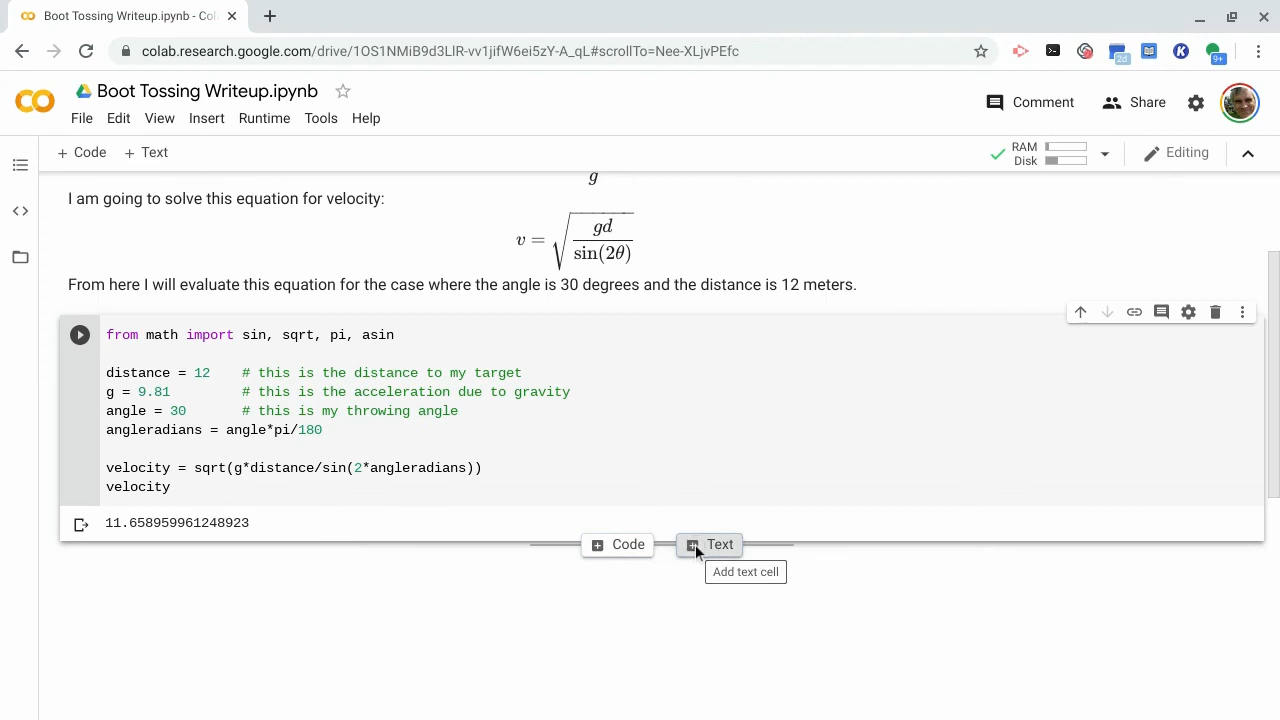 Boot Tossing Writeup.ipynb - Col
colab.research.google.com/drive/1OS1NMiB9d3LlR-vv1jifW6ei5zY-A_qL#scrollTo=Nee-XLjvPEfc
2d
K
9+
Boot Tossing Writeup.ipynb
File Edit View Insert Runtime Tools Help
Comment
Share
+ Code + Text
RAM
Disk
Editing
g
I am going to solve this equation for velocity:
v = √(gd / sin(2θ))
From here I will evaluate this equation for the case where the angle is 30 degrees and the distance is 12 meters.
from math import sin, sqrt, pi, asin
distance = 12    # this is the distance to my target
g = 9.81         # this is the acceleration due to gravity
angle = 30       # this is my throwing angle
angleradians = angle*pi/180
velocity = sqrt(g*distance/sin(2*angleradians))
velocity
11.658959961248923
Code
Text
Add text cell